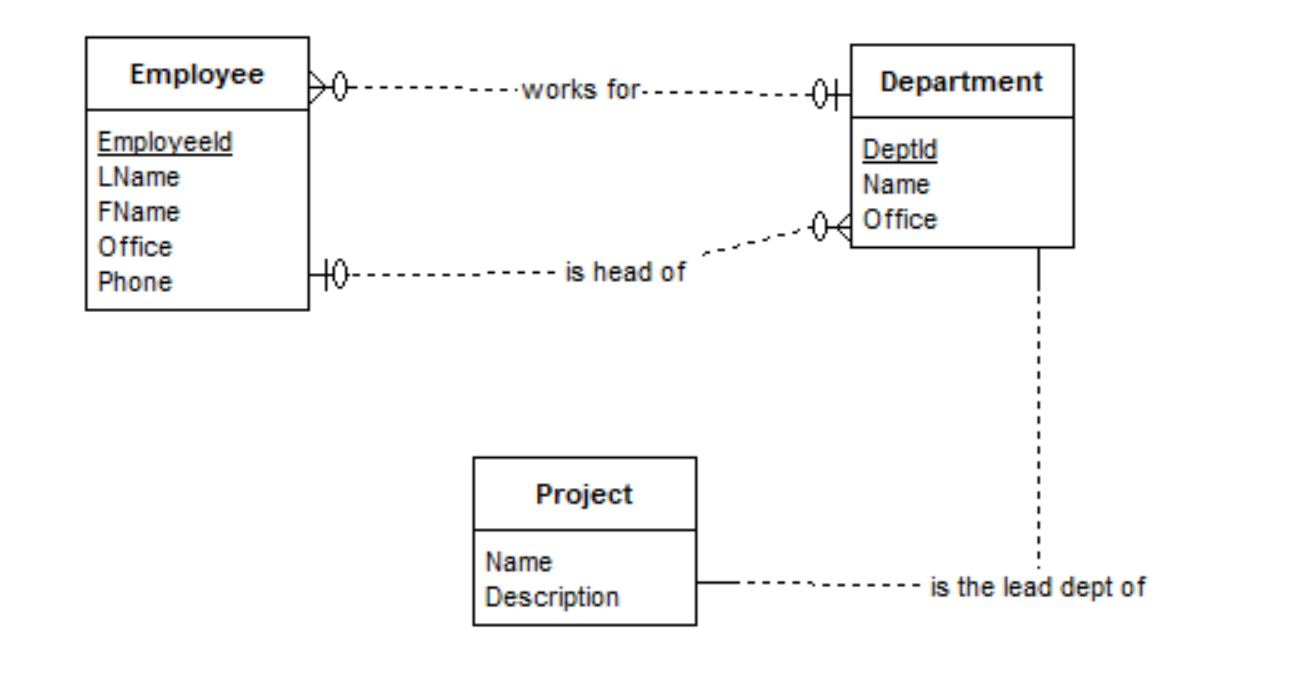 Employee
EmployeeId
LName
FName
Office
Phone
works for
is head of
Department
DeptId
Name
Office
Project
Name
Description
is the lead dept of